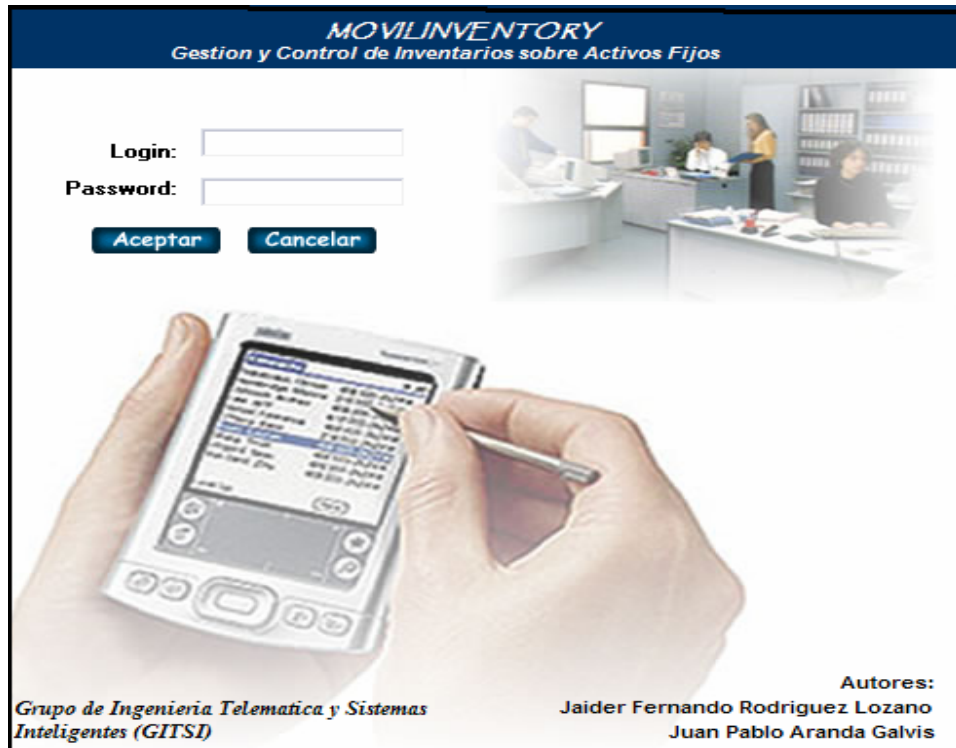 MOVILINVENTORY
Gestion y Control de Inventarios sobre Activos Fijos
Login:
Password:
Aceptar Cancelar
Autores:
Grupo de Ingenieria Telematica y Sistemas
Inteligentes (GITSI)
Jaider Fernando Rodriguez Lozano
Juan Pablo Aranda Galvis